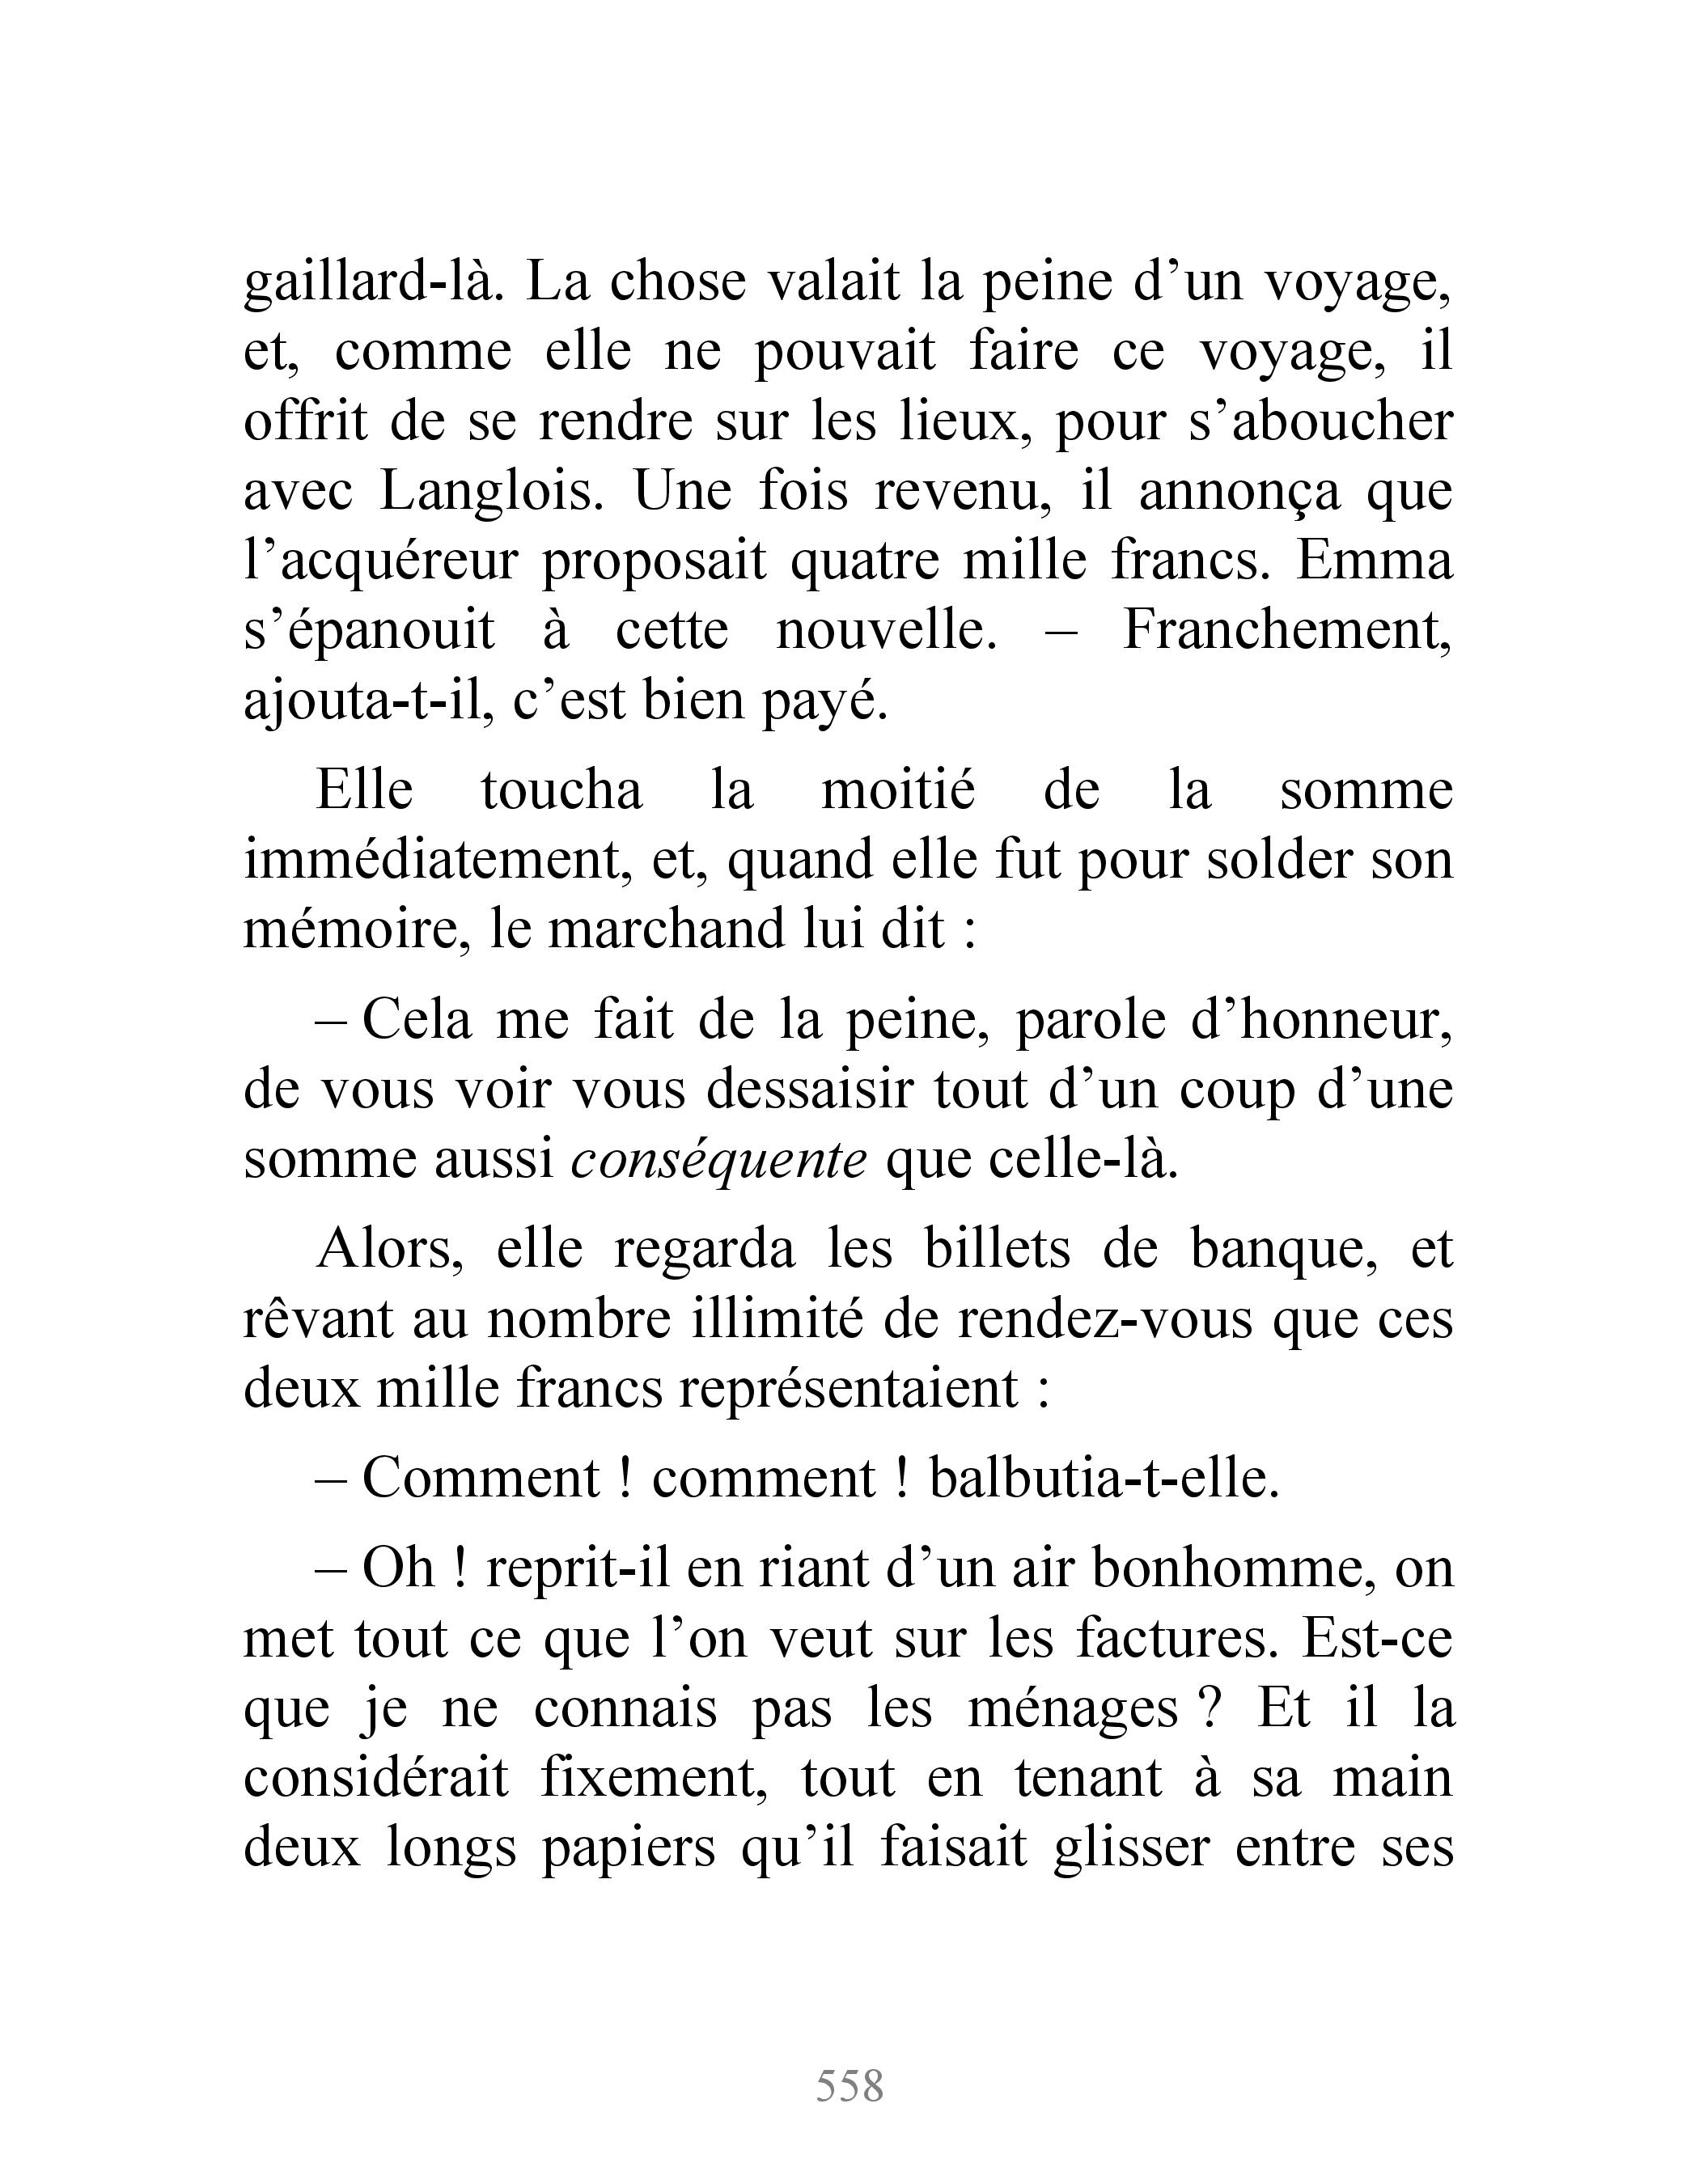 gaillard-là. La chose valait la peine d’un voyage,
et, comme elle ne pouvait faire ce voyage, il
offrit de se rendre sur les lieux, pour s’aboucher
avec Langlois. Une fois revenu, il annonça que
l’acquéreur proposait quatre mille francs. Emma
s’épanouit à cette nouvelle. – Franchement,
ajouta-t-il, c’est bien payé.
Elle toucha la moitié de la somme
immédiatement, et, quand elle fut pour solder son
mémoire, le marchand lui dit :
– Cela me fait de la peine, parole d’honneur,
de vous voir vous dessaisir tout d’un coup d’une
somme aussi conséquente que celle-là.
Alors, elle regarda les billets de banque, et
rêvant au nombre illimité de rendez-vous que ces
deux mille francs représentaient :
– Comment ! comment ! balbutia-t-elle.
– Oh ! reprit-il en riant d’un air bonhomme, on
met tout ce que l’on veut sur les factures. Est-ce
que je ne connais pas les ménages ? Et il la
considérait fixement, tout en tenant à sa main
deux longs papiers qu’il faisait glisser entre ses
558